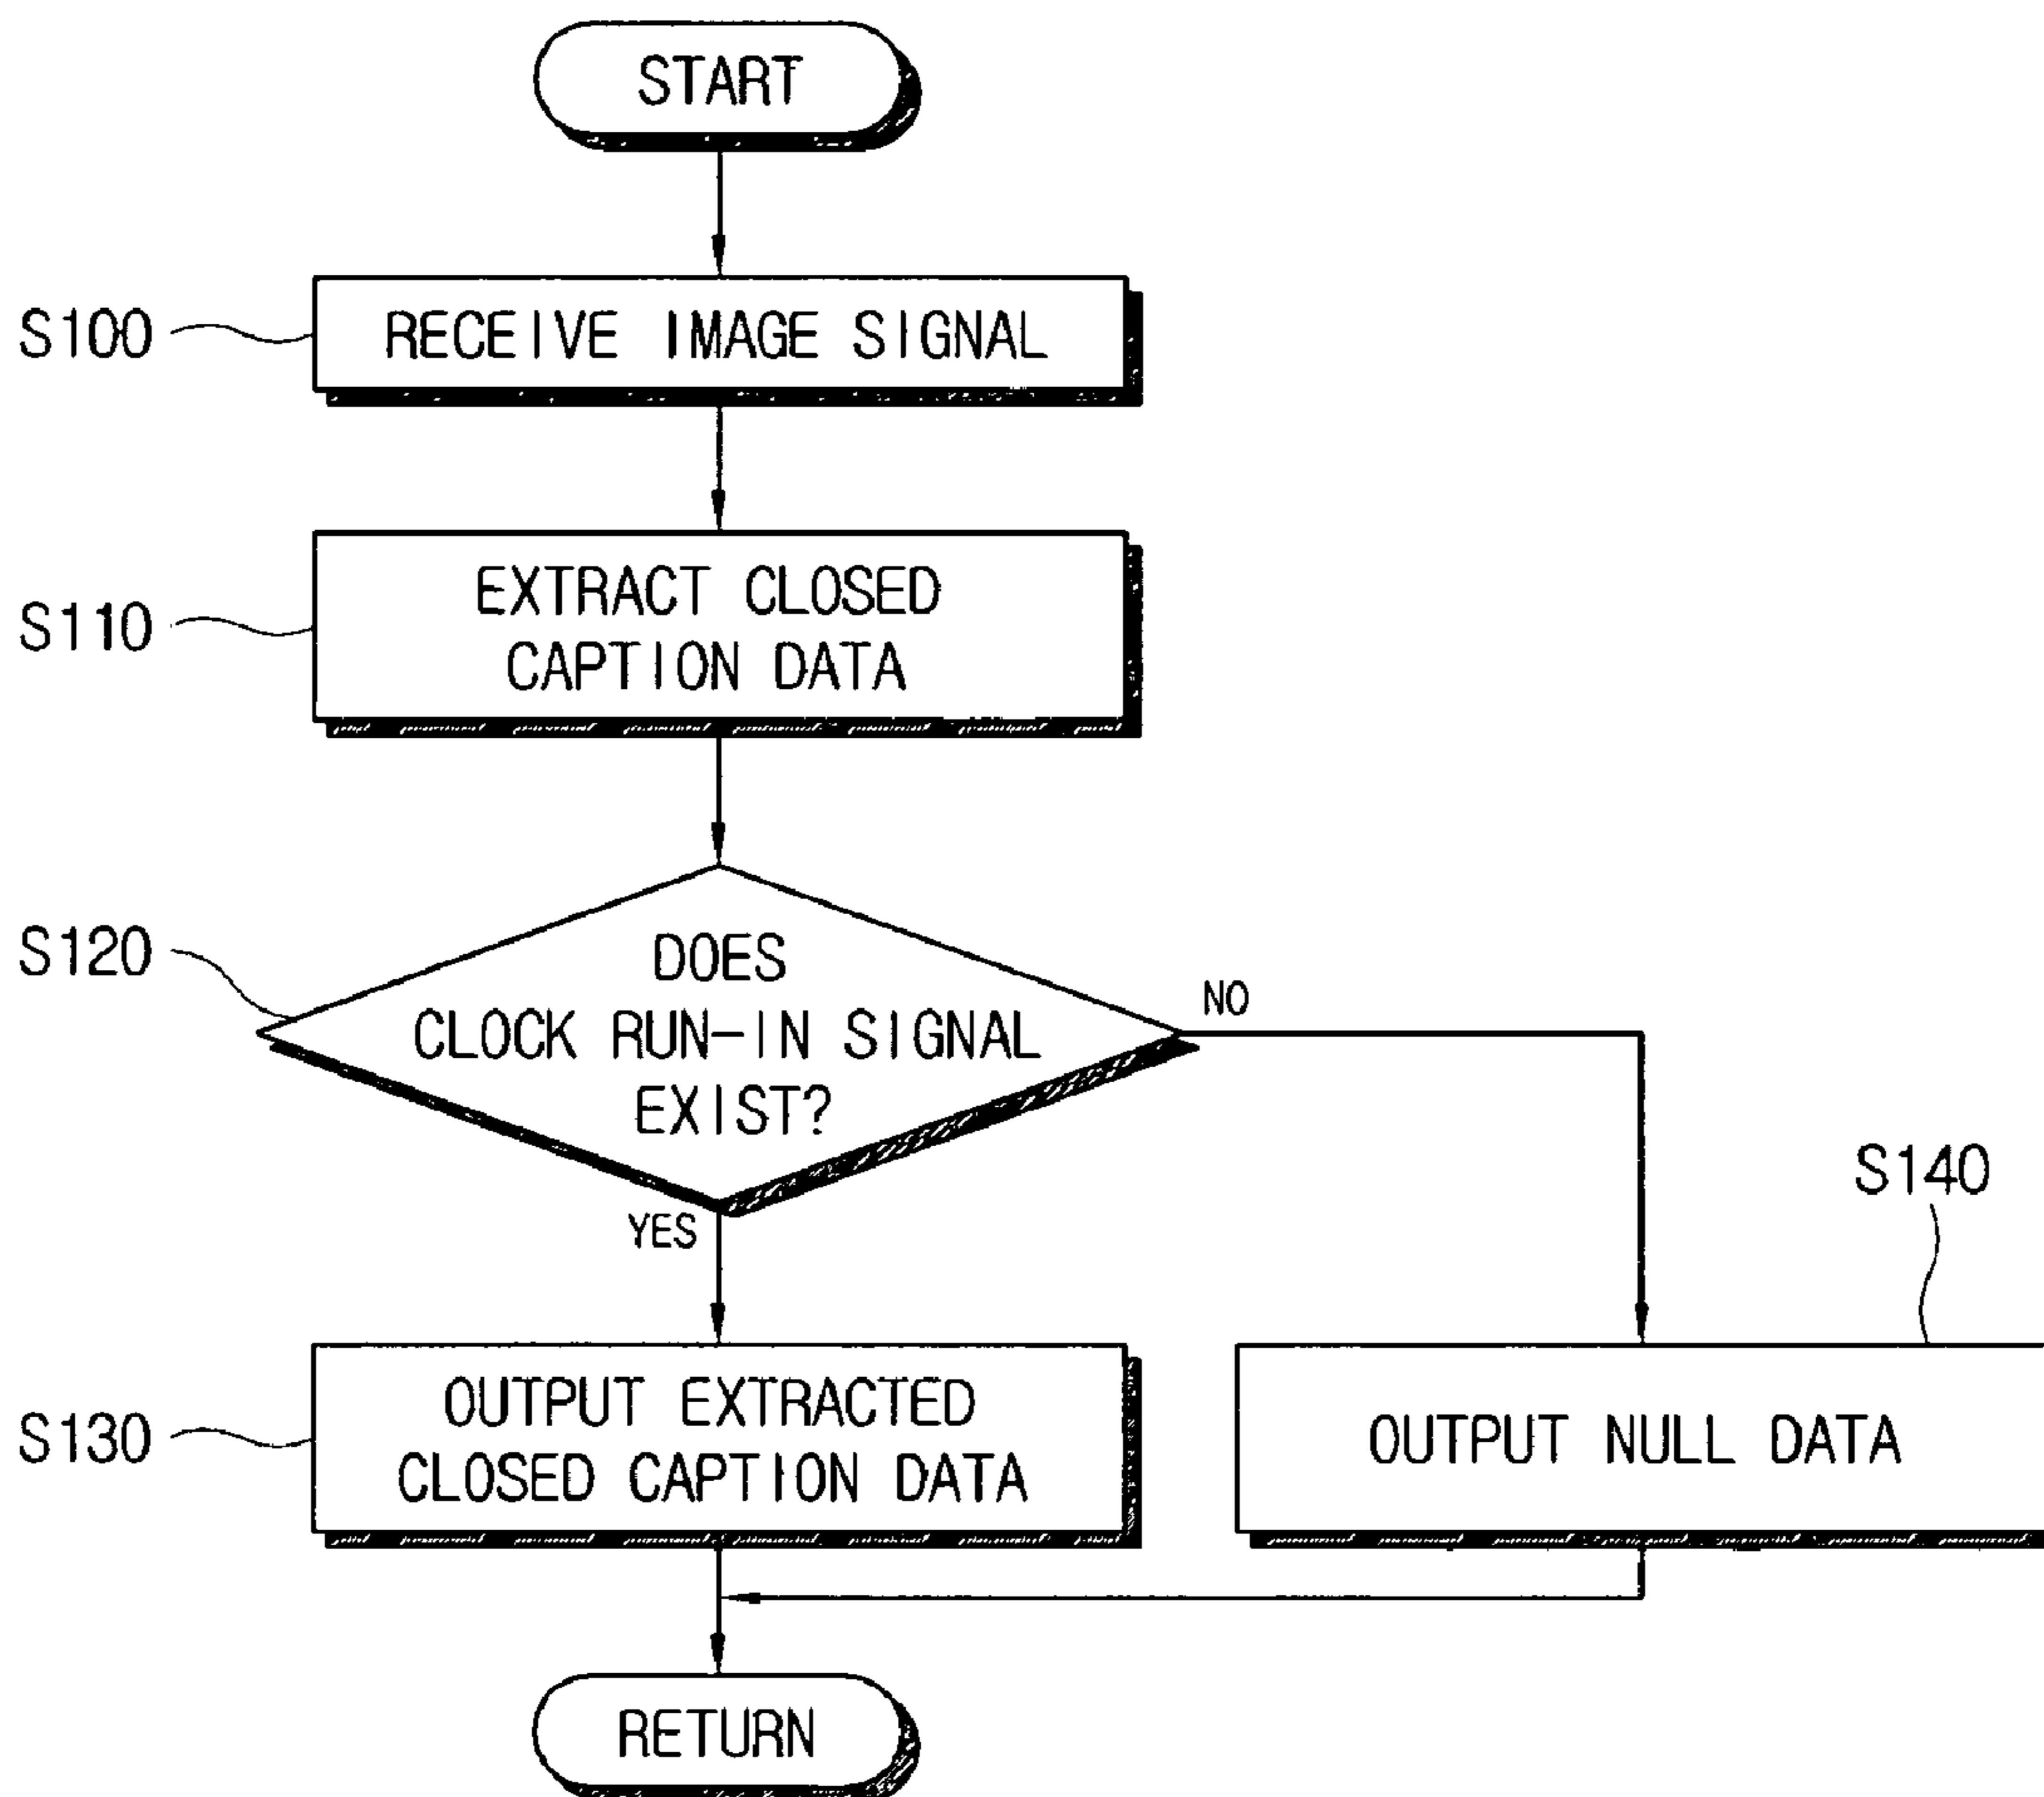 START
S100
RECEIVE IMAGE SIGNAL
S110
EXTRACT CLOSED
CAPTION DATA
S120
DOES
CLOCK RUN-IN SIGNAL
EXIST?
NO
YES
S130
OUTPUT EXTRACTED
CLOSED CAPTION DATA
S140
OUTPUT NULL DATA
RETURN